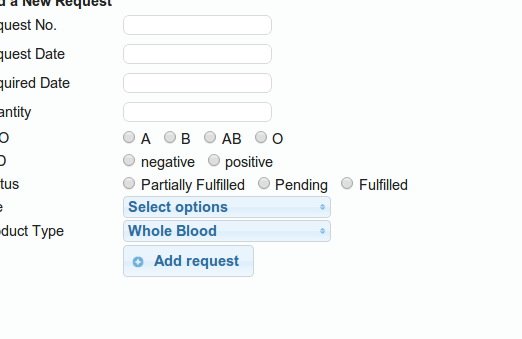 d a New Request
quest No.
quest Date
quired Date
antity
O A B AB O
D negative positive
tus Partially Fulfilled Pending Fulfilled
e Select options
duct Type Whole Blood
Add request